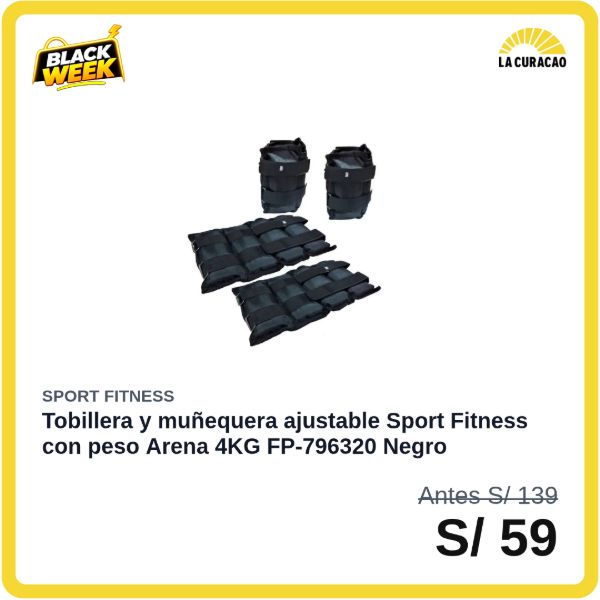 BLACK
WEEK
LA CURACAO
SPORT FITNESS
Tobillera y muñequera ajustable Sport Fitness
con peso Arena 4KG FP-796320 Negro
Antes S/ 139
S/ 59